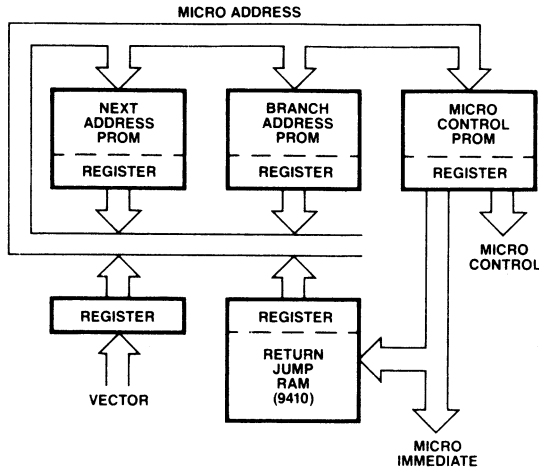 MICRO ADDRESS
NEXT
ADDRESS
PROM
REGISTER
BRANCH
ADDRESS
PROM
REGISTER
MICRO
CONTROL
PROM
REGISTER
MICRO
CONTROL
REGISTER
VECTOR
REGISTER
RETURN
JUMP
RAM
(9410)
MICRO
IMMEDIATE